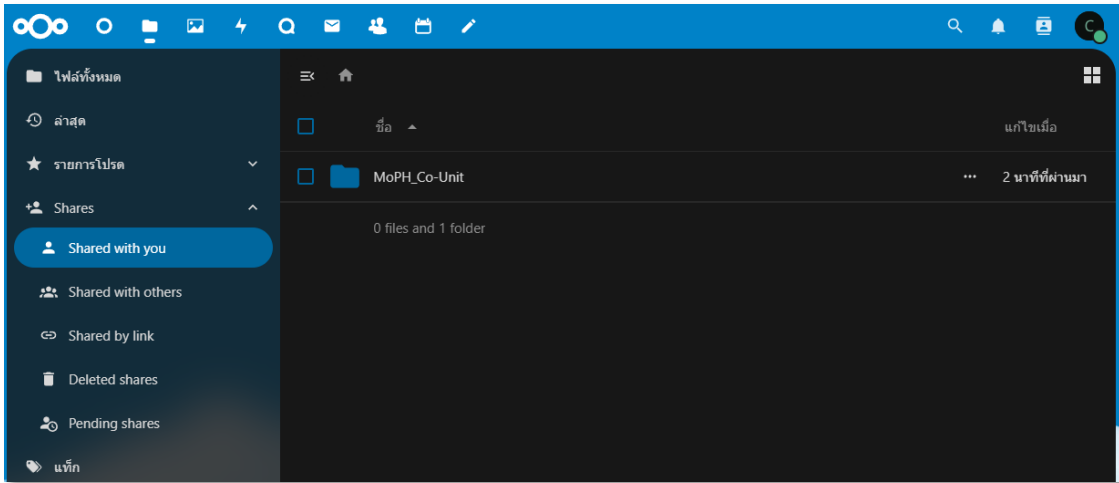 C
ไฟล์ทั้งหมด
ล่าสุด
รายการโปรด
Shares
Shared with you
Shared with others
Shared by link
Deleted shares
Pending shares
แท็ก
ชื่อ
แก้ไขเมื่อ
MoPH_Co-Unit
2 นาทีที่ผ่านมา
0 files and 1 folder